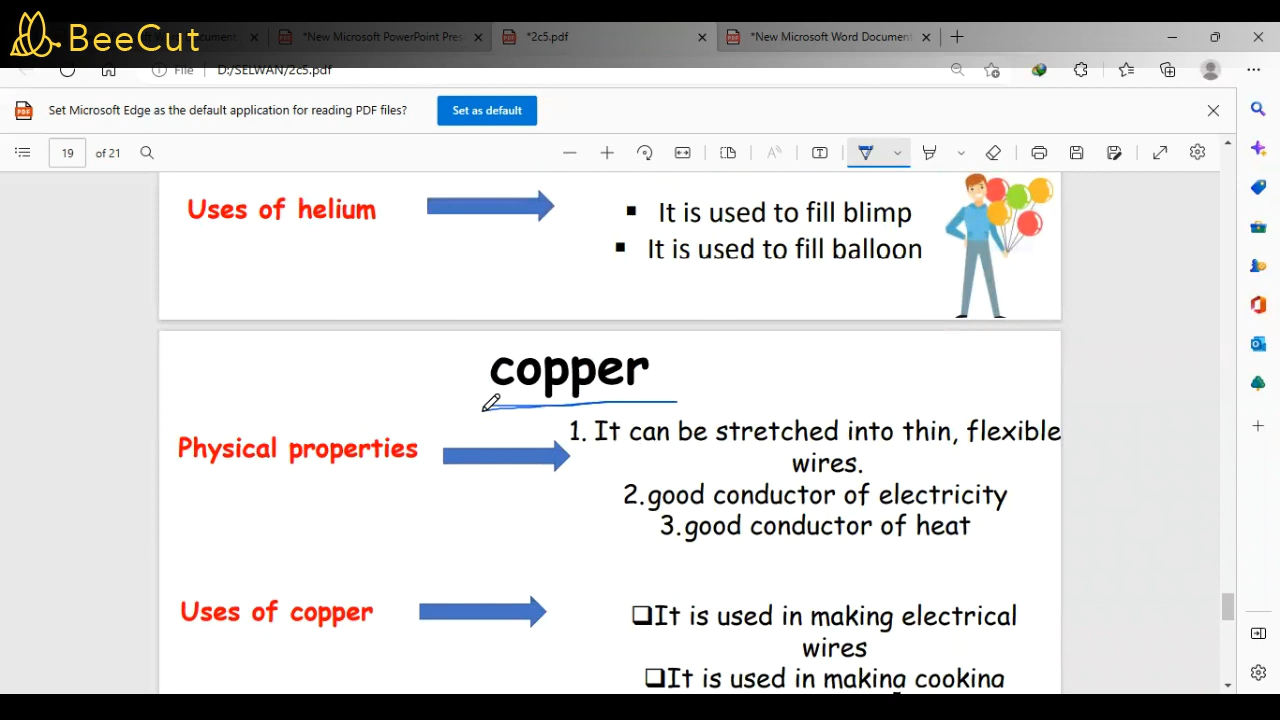 BeeCut
*New Microsoft PowerPoint Pres
*2c5.pdf
*New Microsoft Word Document
File
D:/SELWAN/2c5.pdf
Set Microsoft Edge as the default application for reading PDF files?
Set as default
19 of 21
Uses of helium
▪ It is used to fill blimp
▪ It is used to fill balloon
copper
Physical properties
1. It can be stretched into thin, flexible
wires.
2.good conductor of electricity
3.good conductor of heat
Uses of copper
❑It is used in making electrical
wires
❑It is used in making cooking